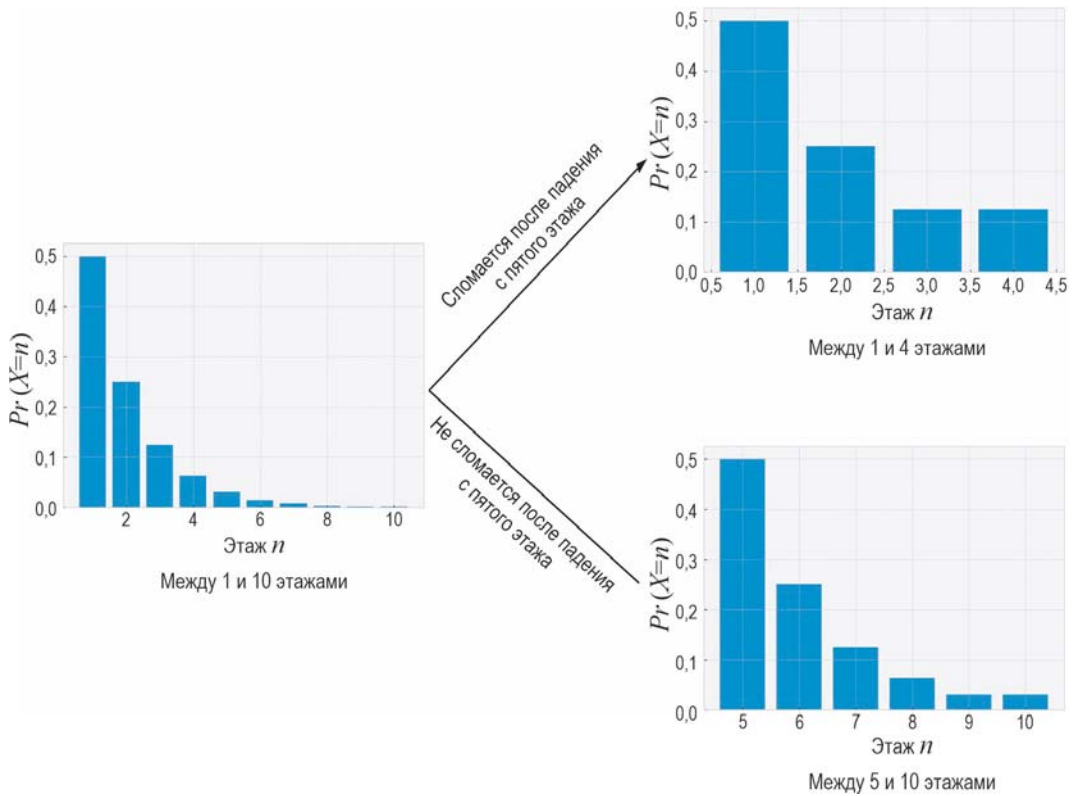 0,5
0,4
0,3
0,2
0,1
0,0
Pr (X=n)
2
4
6
8
10
Этаж n
Между 1 и 10 этажами
Сломается после падения
с пятого этажа
Не сломается после падения
с пятого этажа
0,5
0,4
0,3
0,2
0,1
0,0
Pr (X=n)
0,5 1,0 1,5 2,0 2,5 3,0 3,5 4,0 4,5
Этаж n
Между 1 и 4 этажами
0,5
0,4
0,3
0,2
0,1
0,0
Pr (X=n)
5 6 7 8 9 10
Этаж n
Между 5 и 10 этажами